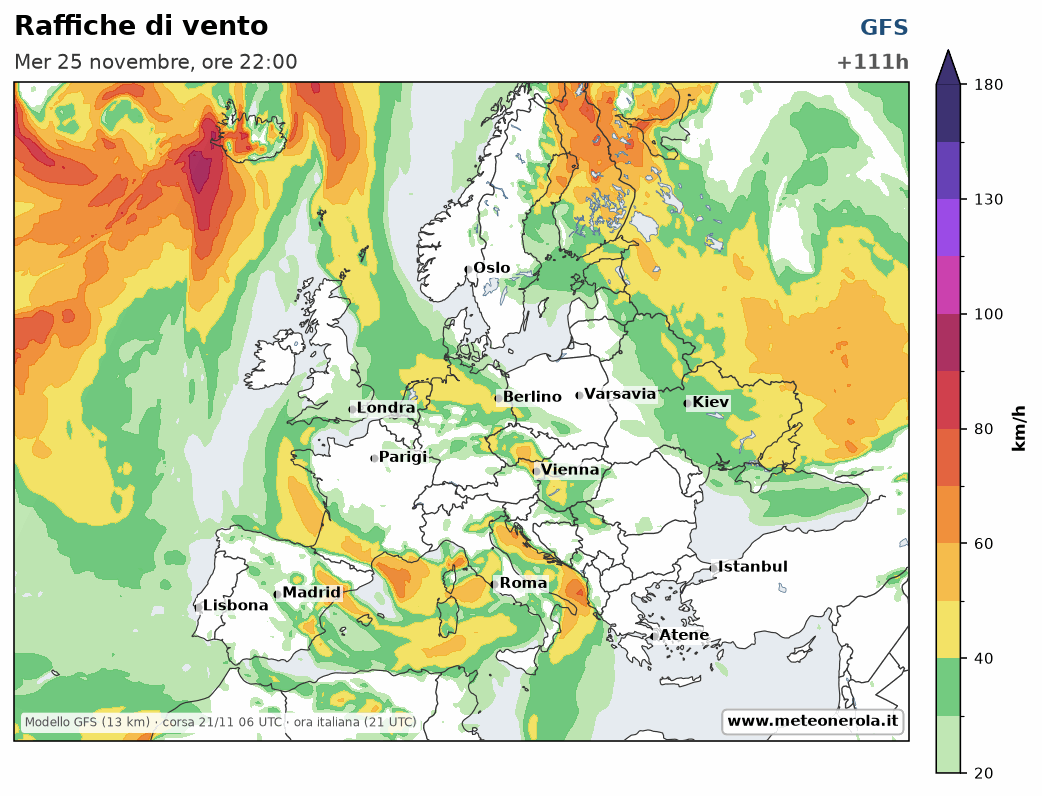 Raffiche di vento
GFS
Mer 25 novembre, ore 22:00
+111h
180
130
100
80
60
40
20
km/h
Oslo
Berlino
Varsavia
Kiev
Londra
Parigi
Vienna
Istanbul
Roma
Madrid
Lisbona
Atene
Modello GFS (13 km) · corsa 21/11 06 UTC · ora italiana (21 UTC)
www.meteonerola.it